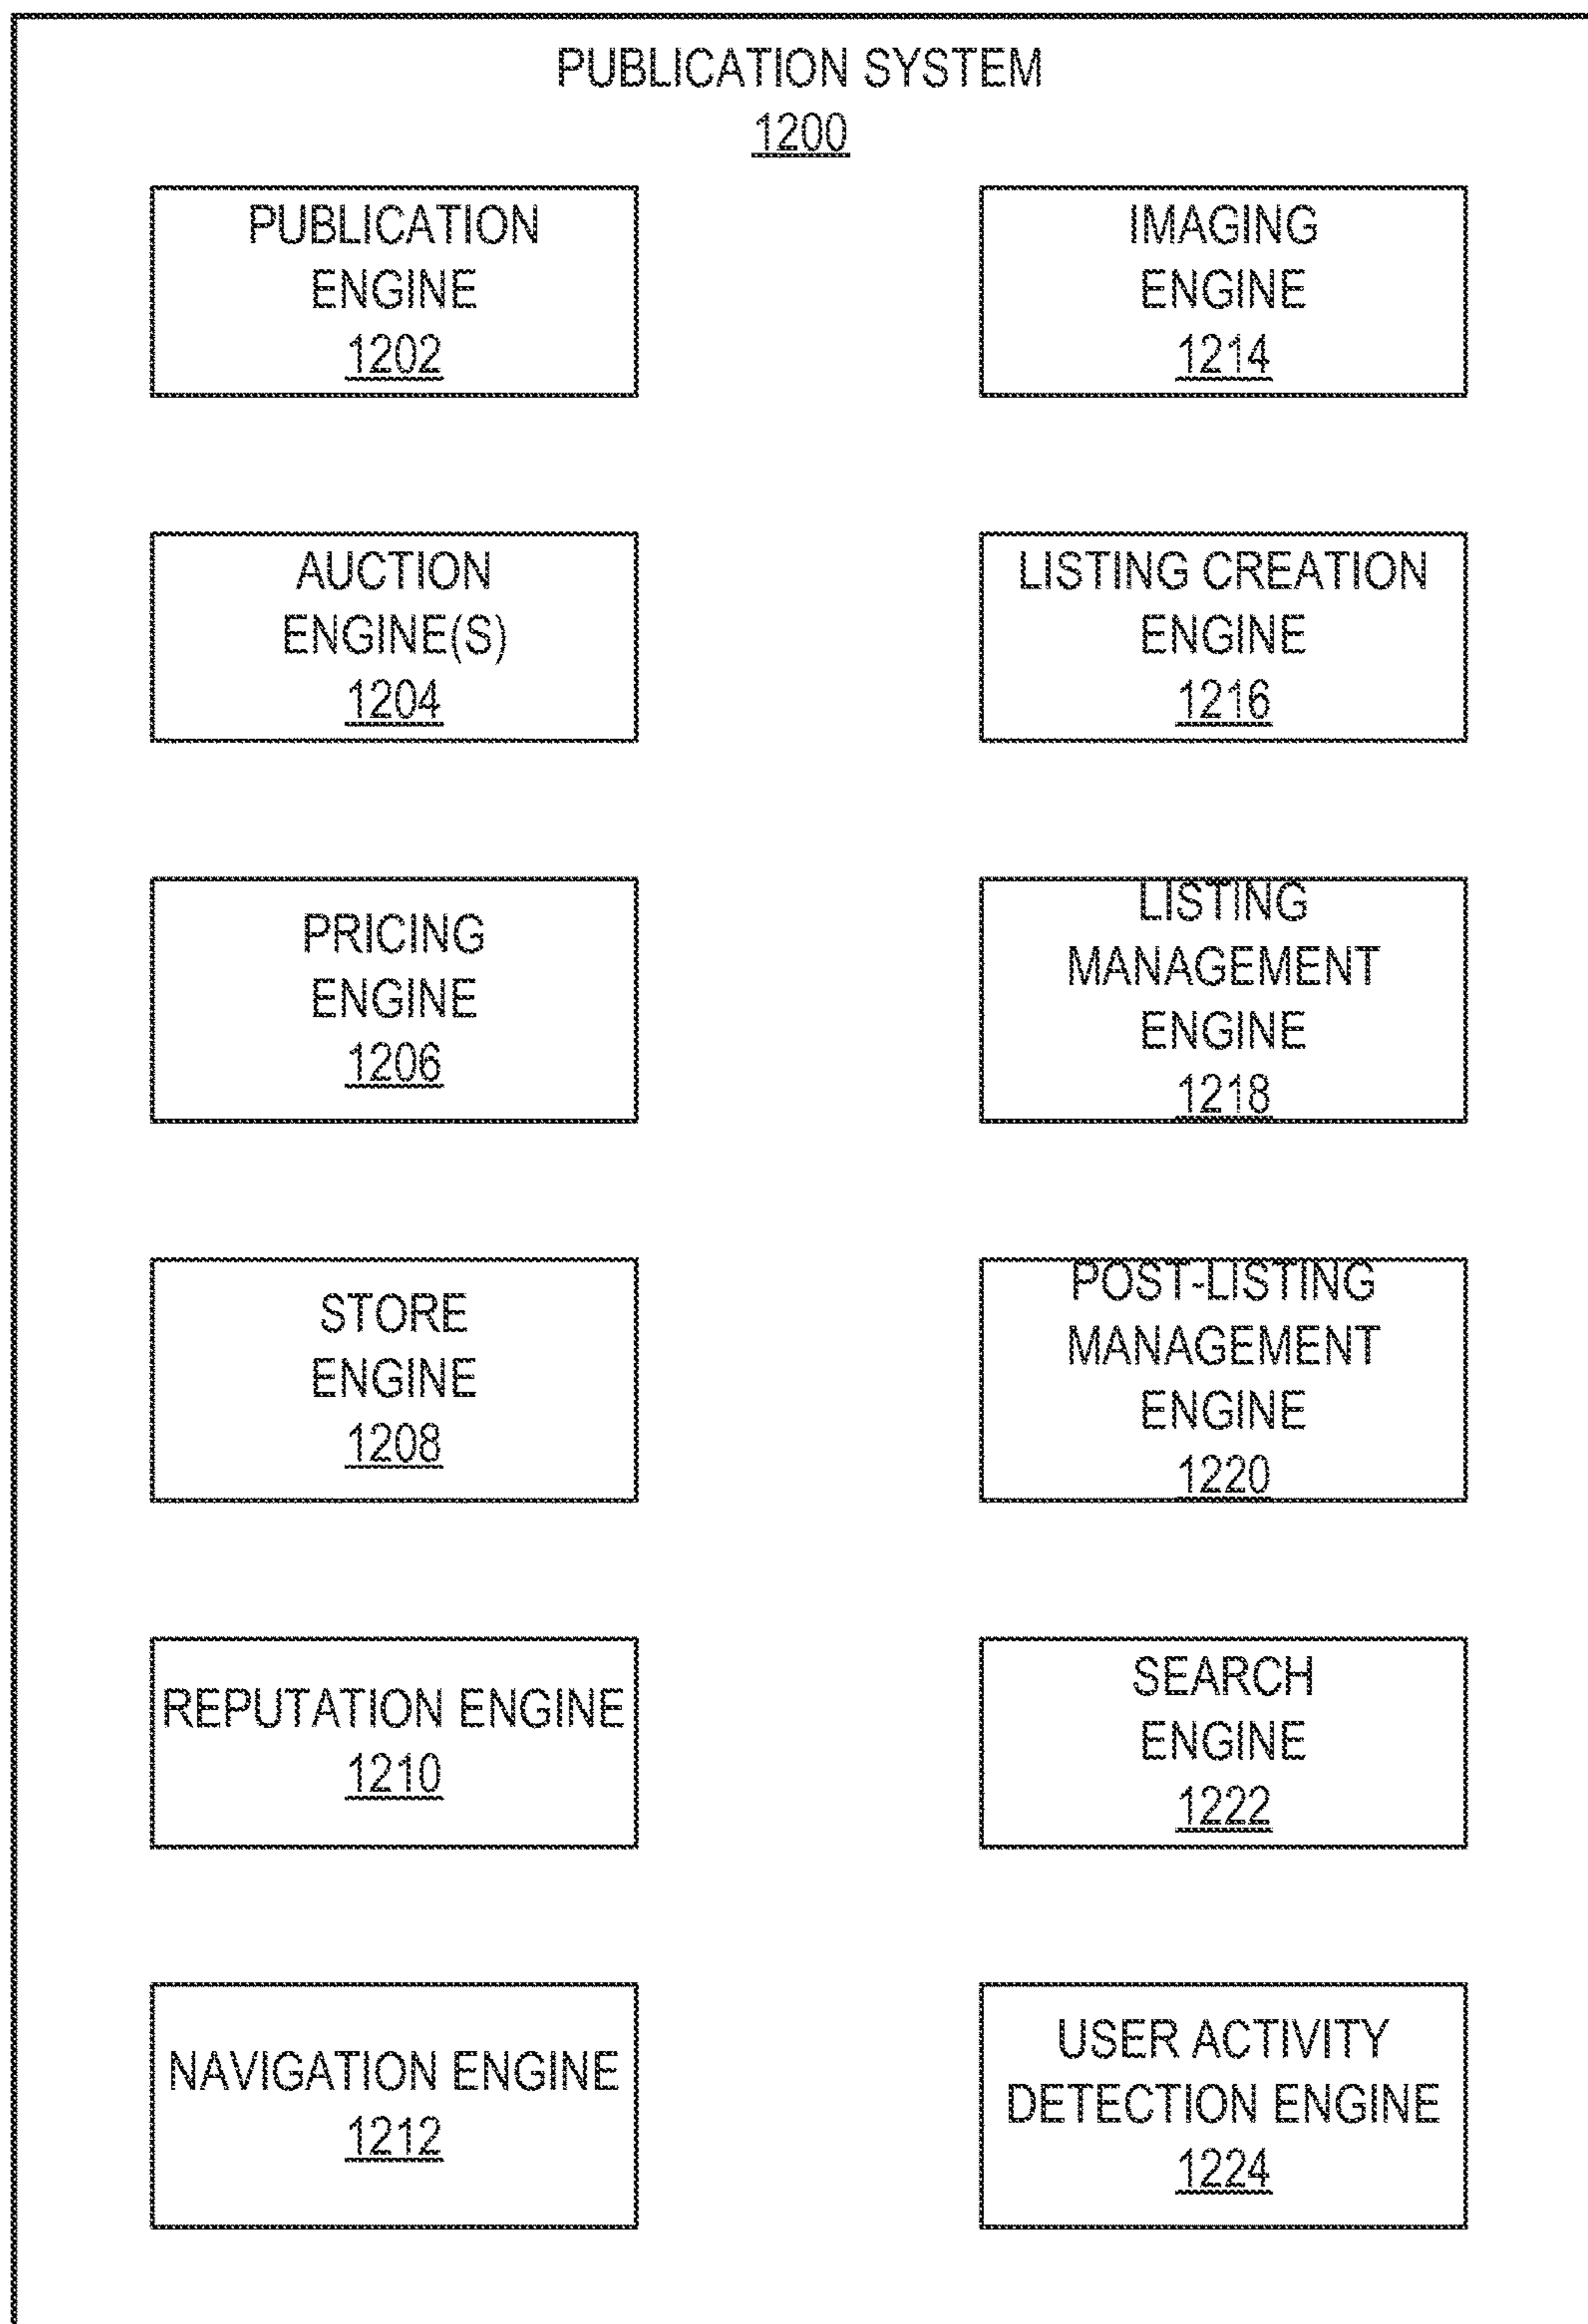 PUBLICATION SYSTEM
1200
PUBLICATION
ENGINE
1202
IMAGING
ENGINE
1214
AUCTION
ENGINE(S)
1204
LISTING CREATION
ENGINE
1216
PRICING
ENGINE
1206
LISTING
MANAGEMENT
ENGINE
1218
STORE
ENGINE
1208
POST-LISTING
MANAGEMENT
ENGINE
1220
REPUTATION ENGINE
1210
SEARCH
ENGINE
1222
NAVIGATION ENGINE
1212
USER ACTIVITY
DETECTION ENGINE
1224